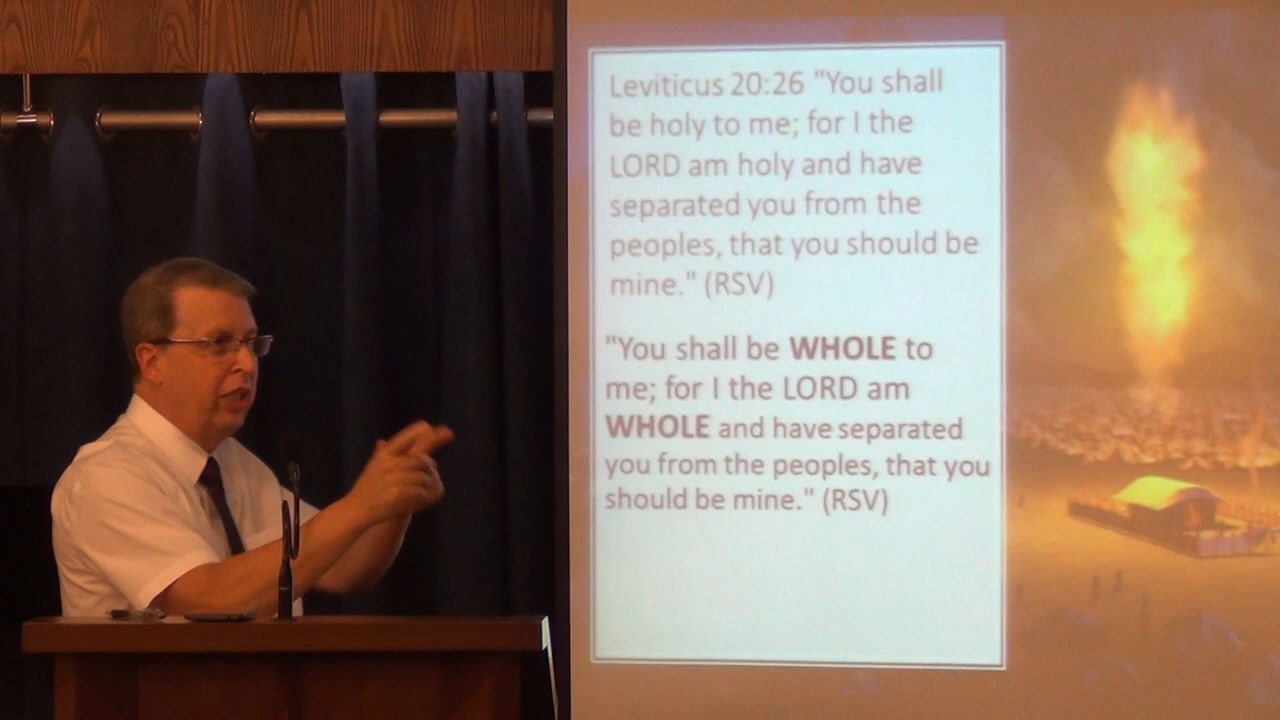 Leviticus 20:26 "You shall
be holy to me; for I the
LORD am holy and have
separated you from the
peoples, that you should be
mine." (RSV)
"You shall be WHOLE to
me; for I the LORD am
WHOLE and have separated
you from the peoples, that you
should be mine." (RSV)